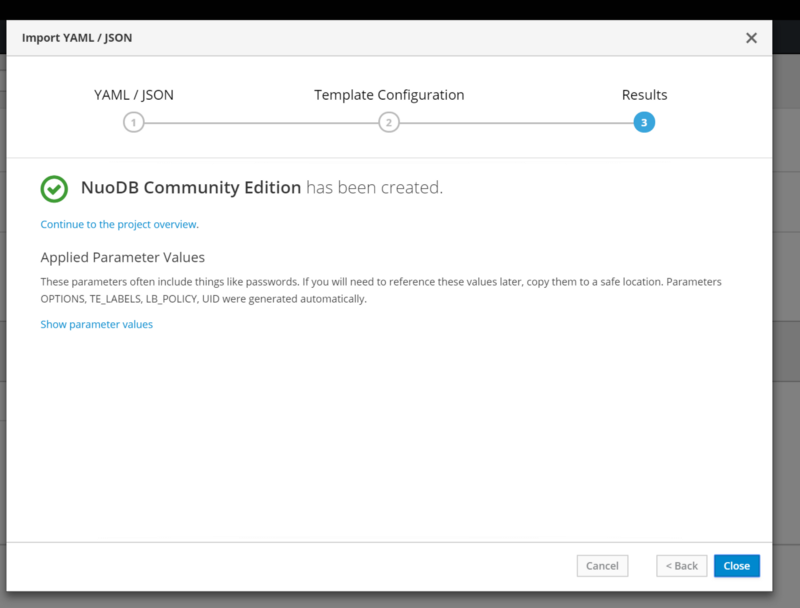 Import YAML / JSON
YAML / JSON
Template Configuration
Results
1
2
3
NuoDB Community Edition has been created.
Continue to the project overview.
Applied Parameter Values
These parameters often include things like passwords. If you will need to reference these values later, copy them to a safe location. Parameters
OPTIONS, TE_LABELS, LB_POLICY, UID were generated automatically.
Show parameter values
Cancel
< Back
Close